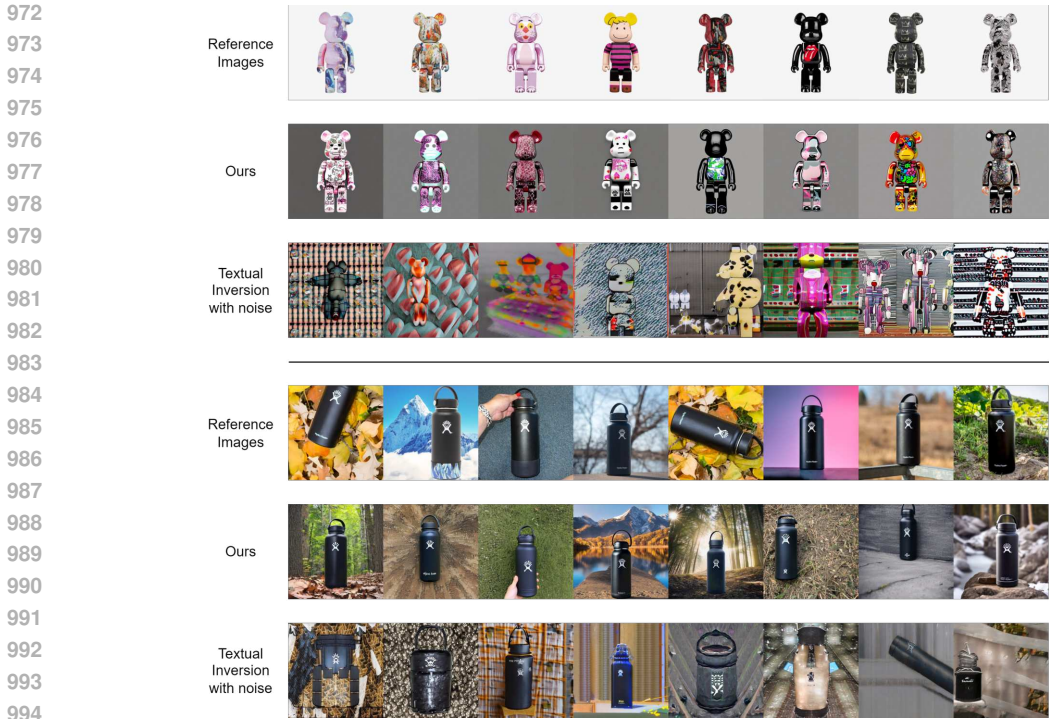 972
973
974
975
976
977
978
979
980
981
982
983
984
985
986
987
988
989
990
991
992
993
994
Reference
Images
Ours
Textual
Inversion
with noise
Reference
Images
Ours
Textual
Inversion
with noise